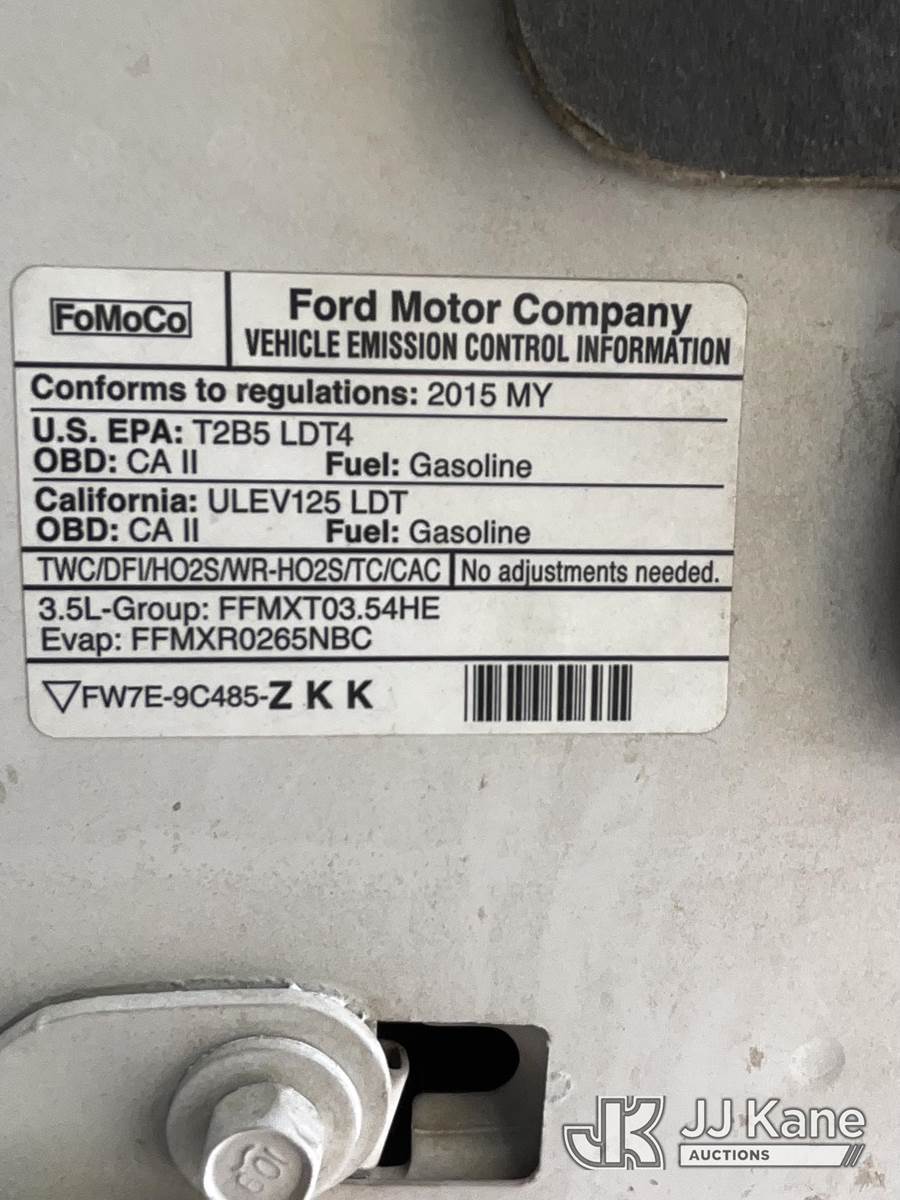 FoMoCo
Ford Motor Company
VEHICLE EMISSION CONTROL INFORMATION
Conforms to regulations: 2015 MY
U.S. EPA: T2B5 LDT4
OBD: CA II Fuel: Gasoline
California: ULEV125 LDT
OBD: CA II Fuel: Gasoline
TWC/DFI/HO2S/WR-HO2S/TC/CAC No adjustments needed.
3.5L-Group: FFMXT03.54HE
Evap: FFMXR0265NBC
FW7E-9C485-Z K K
JK JJ Kane
AUCTIONS